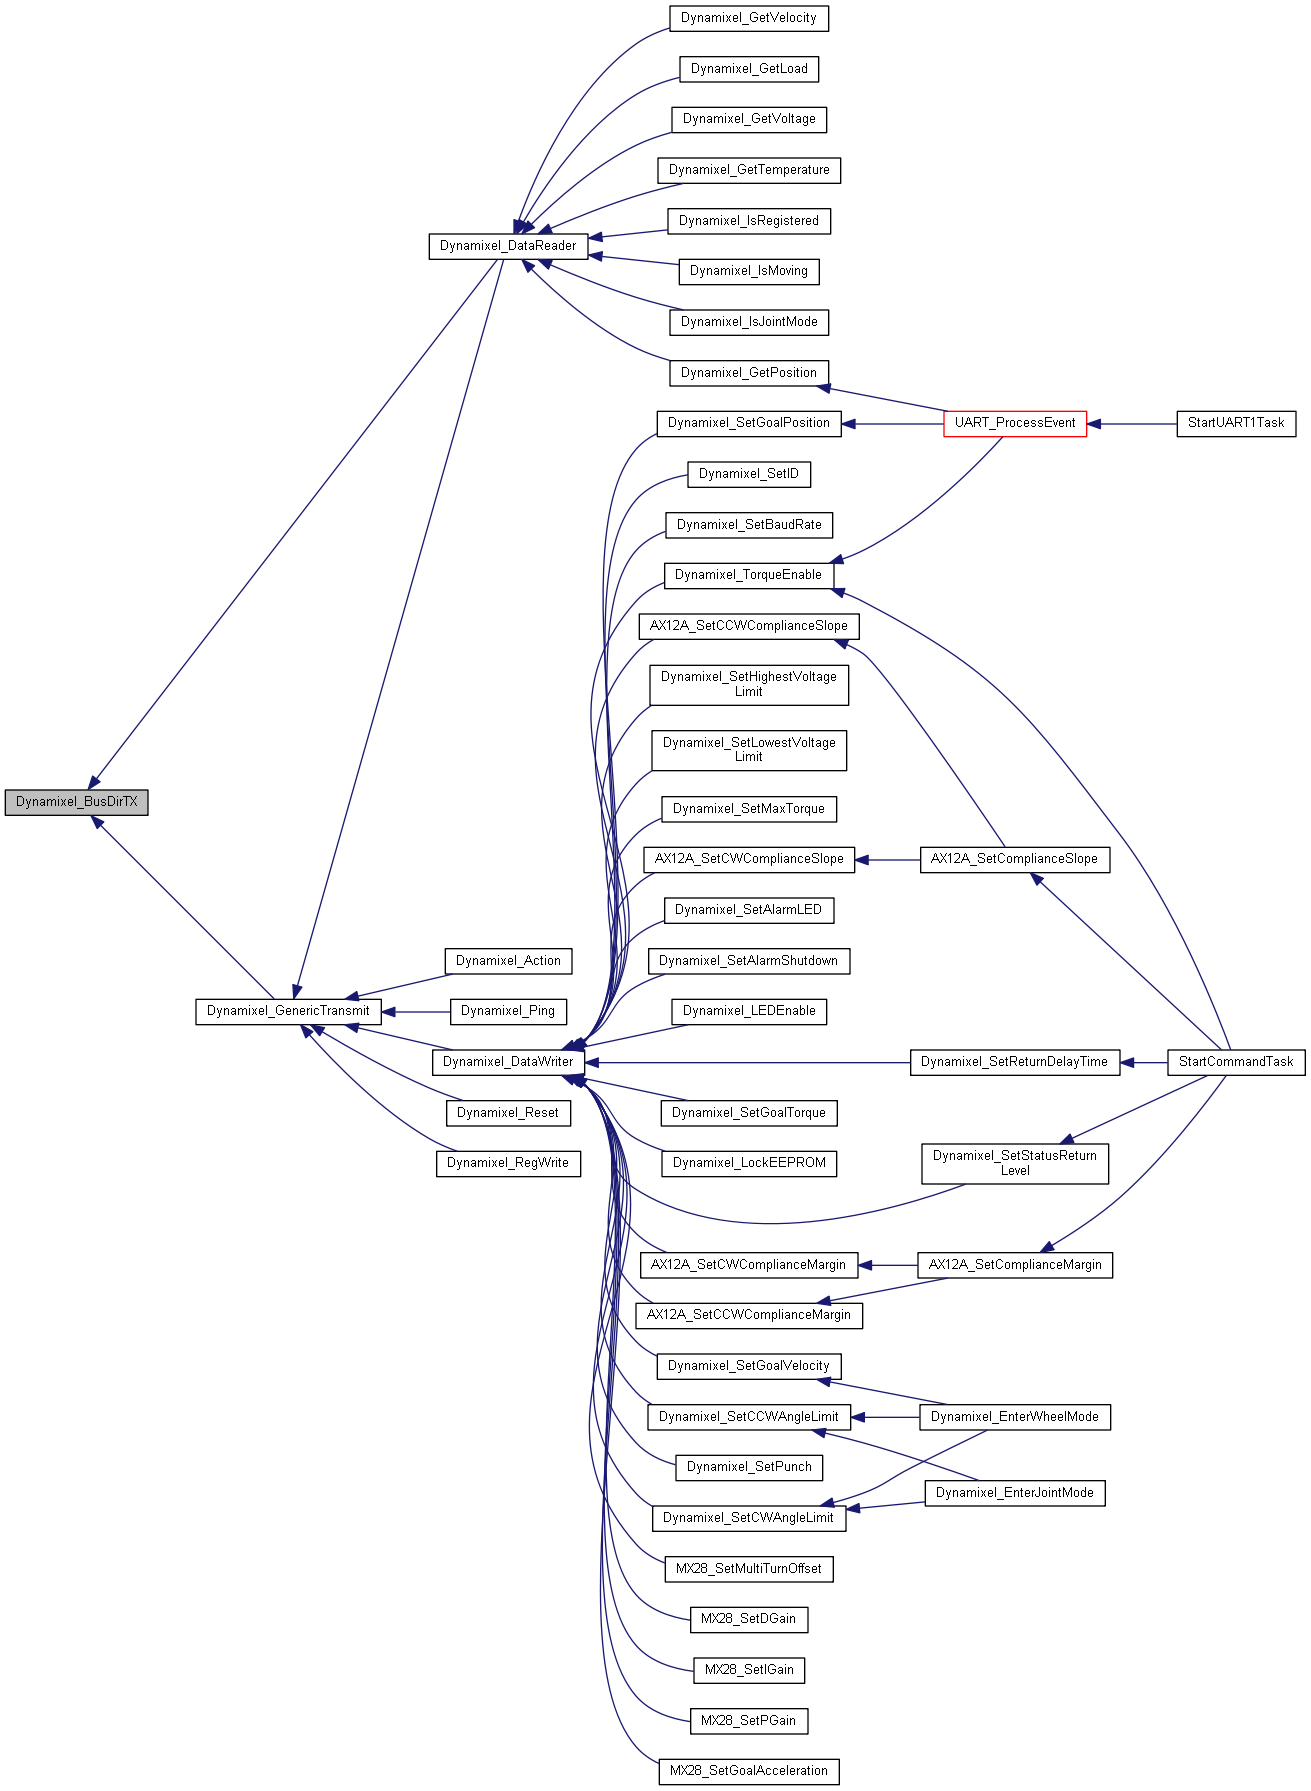 Dynamixel_GetVelocity
Dynamixel_GetLoad
Dynamixel_GetVoltage
Dynamixel_GetTemperature
Dynamixel_IsRegistered
Dynamixel_DataReader
Dynamixel_IsMoving
Dynamixel_IsJointMode
Dynamixel_GetPosition
Dynamixel_SetGoalPosition
UART_ProcessEvent
StartUART1Task
Dynamixel_SetID
Dynamixel_SetBaudRate
Dynamixel_TorqueEnable
AX12A_SetCCWComplianceSlope
Dynamixel_SetHighestVoltage
Limit
Dynamixel_SetLowestVoltage
Limit
Dynamixel_BusDirTX
Dynamixel_SetMaxTorque
AX12A_SetCWComplianceSlope
AX12A_SetComplianceSlope
Dynamixel_SetAlarmLED
Dynamixel_Action
Dynamixel_SetAlarmShutdown
Dynamixel_GenericTransmit
Dynamixel_Ping
Dynamixel_LEDEnable
Dynamixel_DataWriter
Dynamixel_SetReturnDelayTime
StartCommandTask
Dynamixel_Reset
Dynamixel_SetGoalTorque
Dynamixel_RegWrite
Dynamixel_LockEEPROM
Dynamixel_SetStatusReturn
Level
AX12A_SetCWComplianceMargin
AX12A_SetComplianceMargin
AX12A_SetCCWComplianceMargin
Dynamixel_SetGoalVelocity
Dynamixel_SetCCWAngleLimit
Dynamixel_EnterWheelMode
Dynamixel_SetPunch
Dynamixel_EnterJointMode
Dynamixel_SetCWAngleLimit
MX28_SetMultiTurnOffset
MX28_SetDGain
MX28_SetIGain
MX28_SetPGain
MX28_SetGoalAcceleration